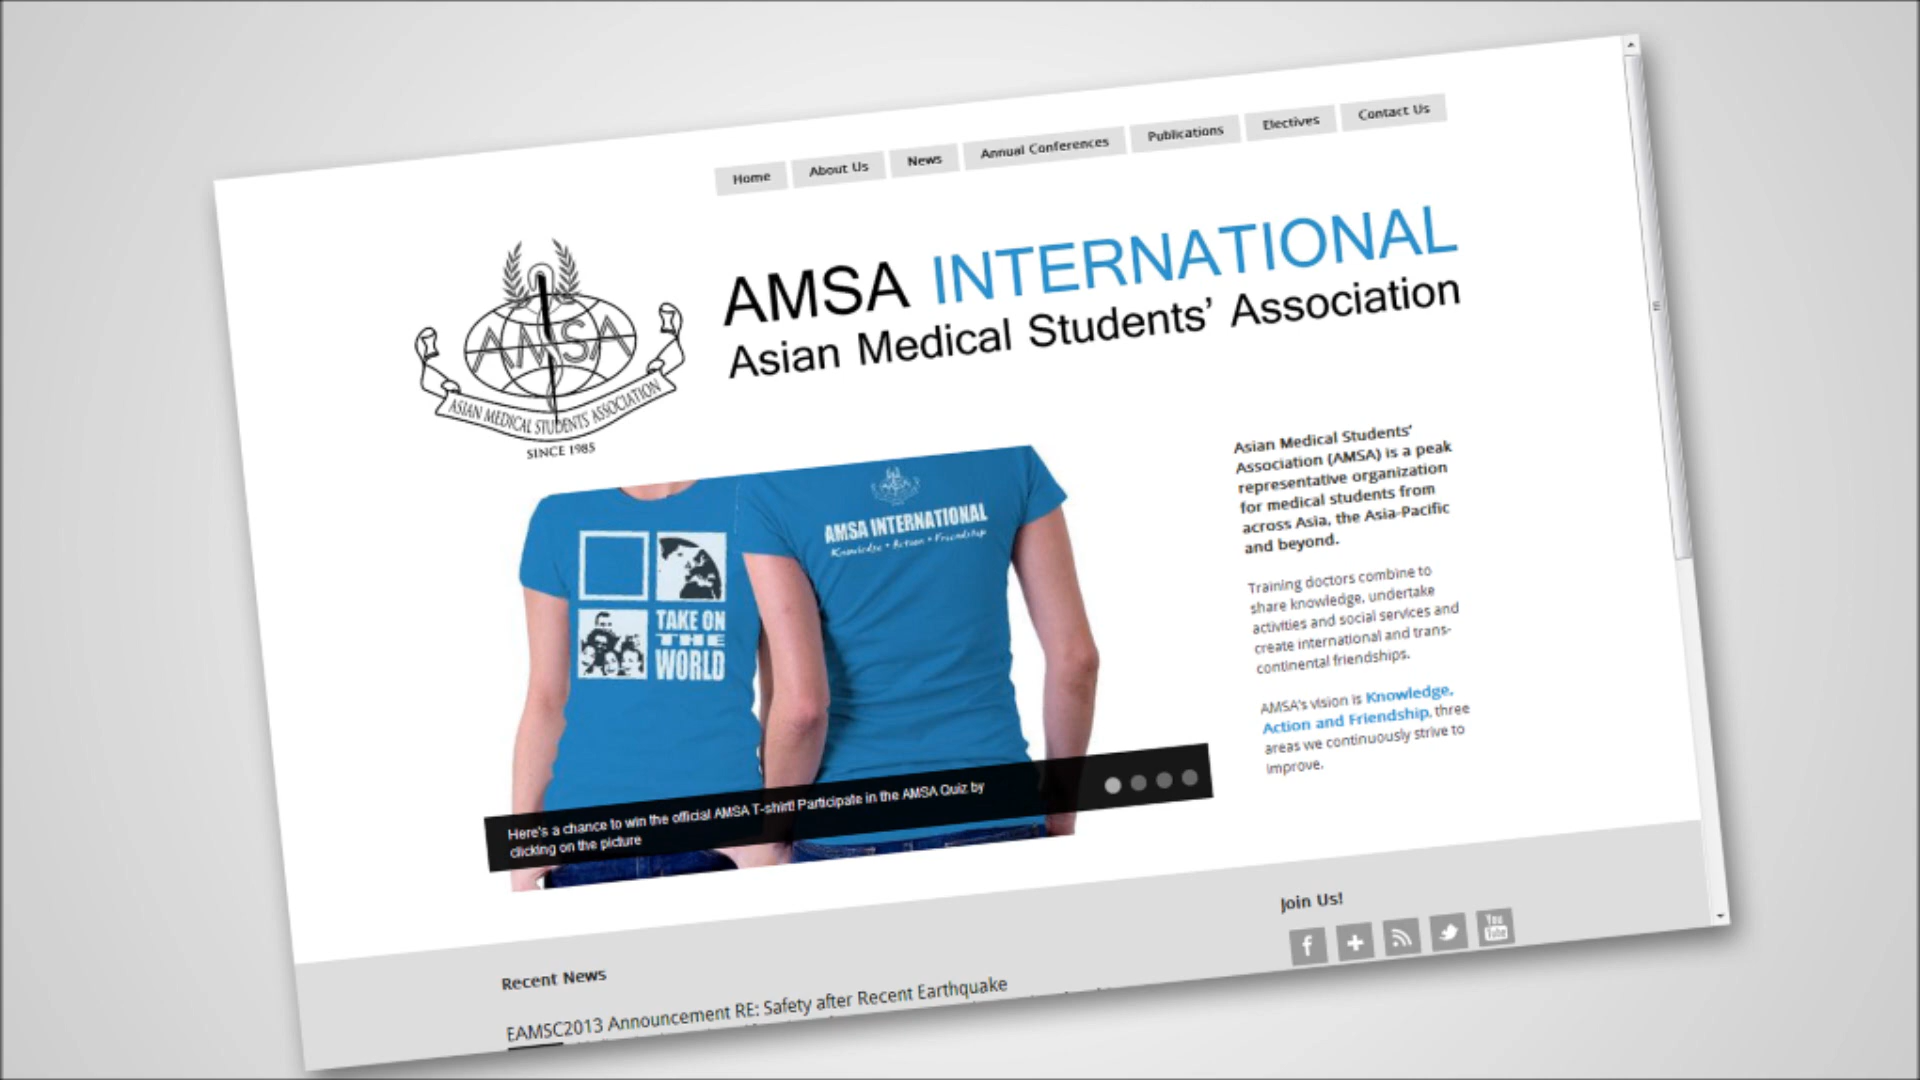 Home
About Us
News
Annual Conferences
Publications
Electives
Contact Us
AMSA
ASIAN MEDICAL STUDENTS ASSOCIATION
SINCE 1985
AMSA INTERNATIONAL
Asian Medical Students' Association
TAKE ON
THE
WORLD
AMSA INTERNATIONAL
Knowledge • Action • Friendship
Here's a chance to win the official AMSA T-shirt! Participate in the AMSA Quiz by
clicking on the picture
Asian Medical Students'
Association (AMSA) is a peak
representative organization
for medical students from
across Asia, the Asia-Pacific
and beyond.
Training doctors combine to
share knowledge, undertake
activities and social services and
create international and trans-
continental friendships.
AMSA's vision is Knowledge,
Action and Friendship, three
areas we continuously strive to
improve.
Join Us!
You
Tube
Recent News
EAMSC2013 Announcement RE: Safety after Recent Earthquake